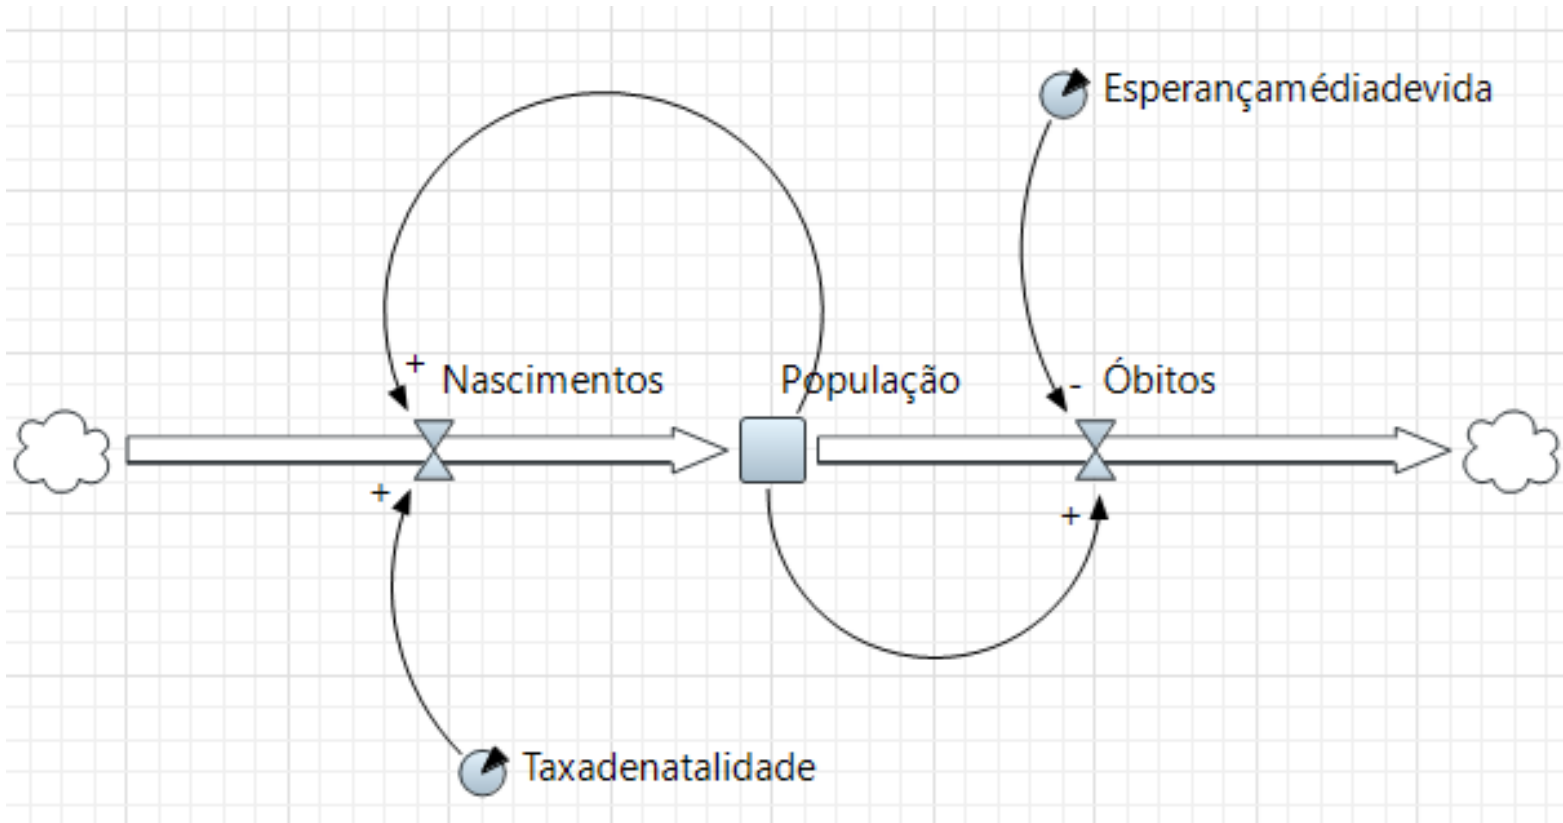 Esperançamédiadevida
+ Nascimentos
População
- Óbitos
+
+
Taxadenatalidade